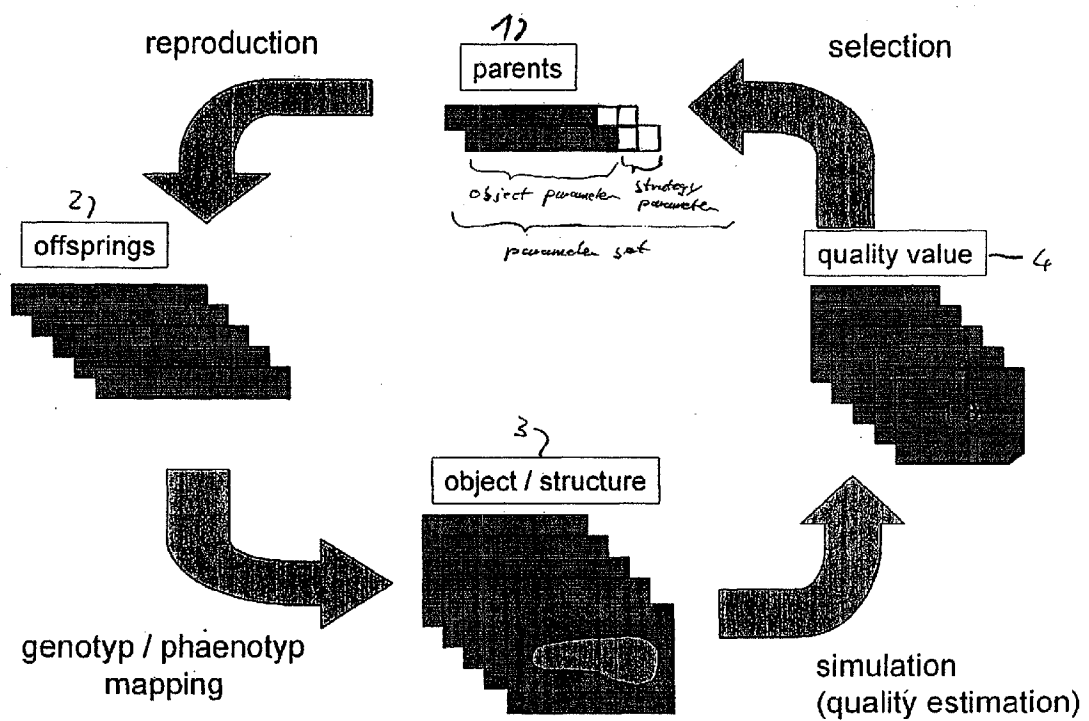 reproduction
1)
parents
selection
object parameter
strategy
parameter
parameter set
2)
offsprings
quality value
4
3
object / structure
genotyp / phaenotyp
mapping
simulation
(quality estimation)